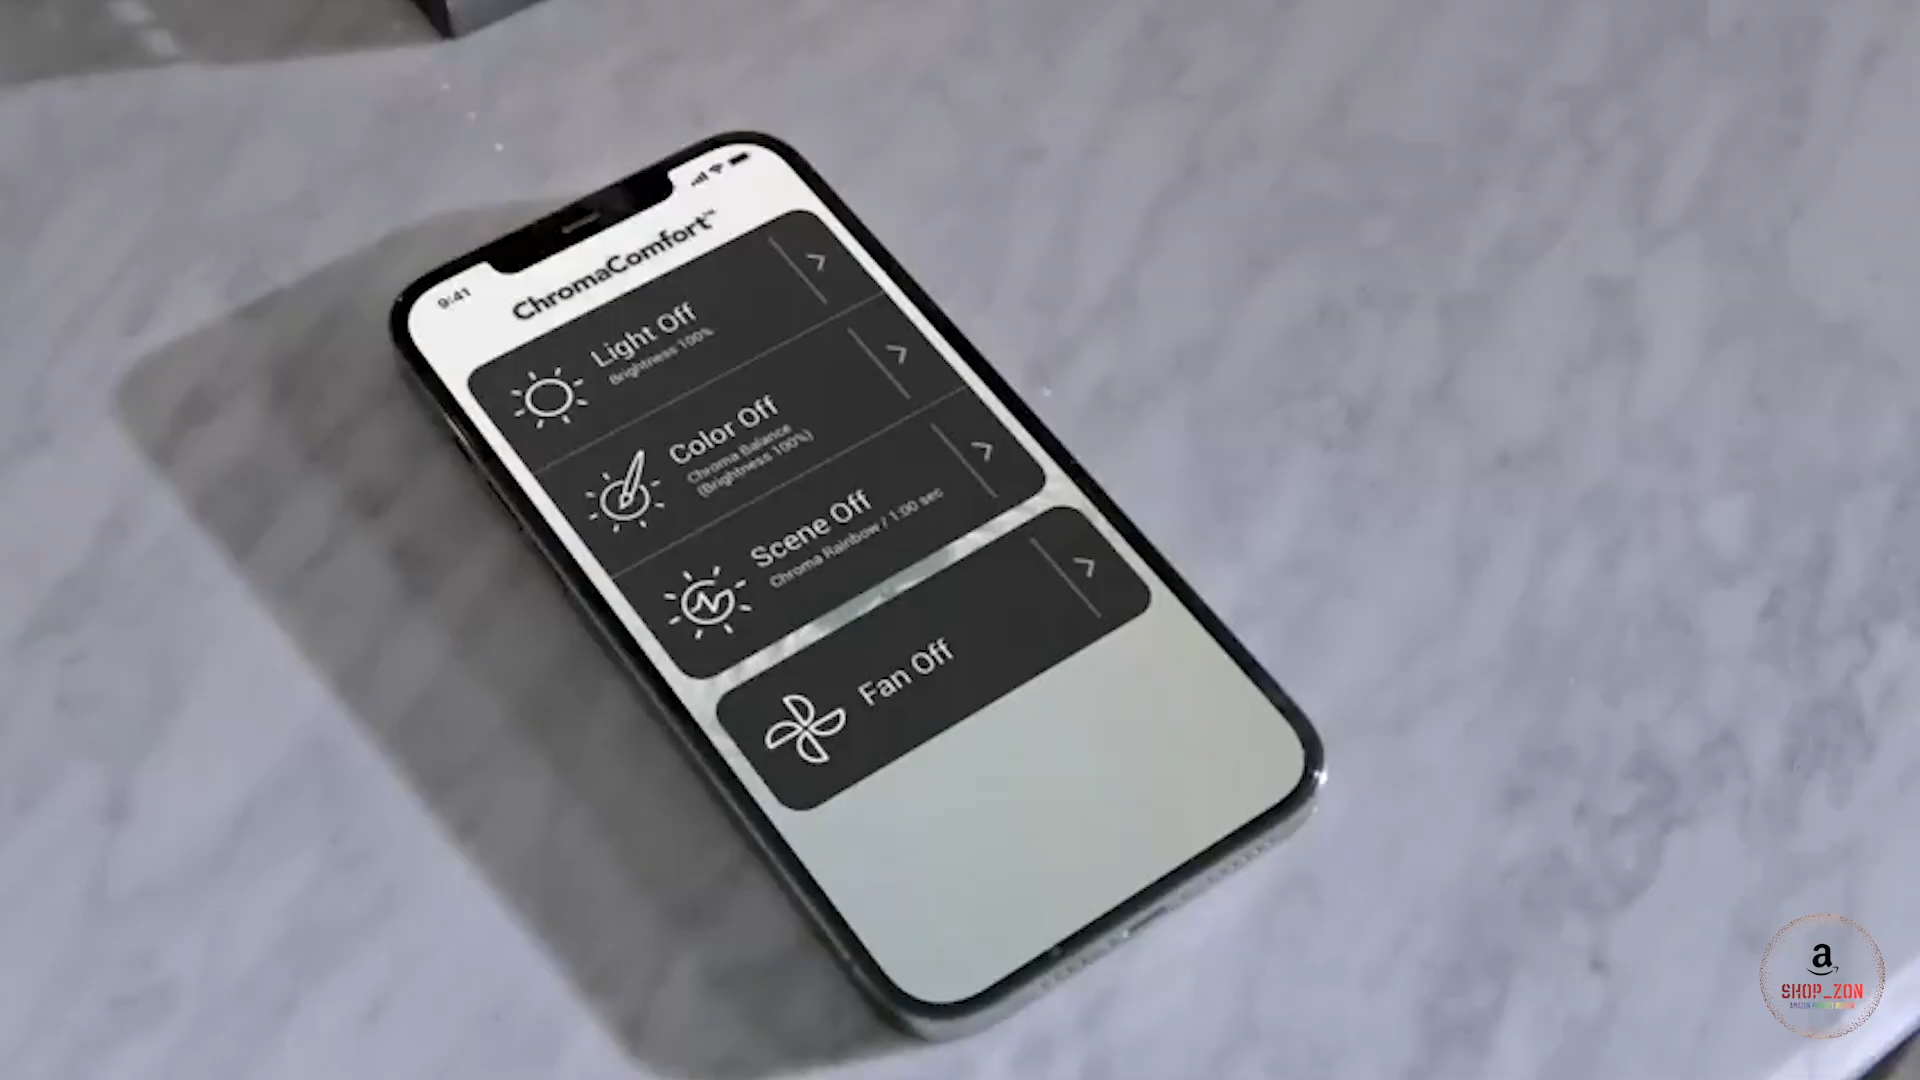 9:41
ChromaComfort™
Light Off
Brightness 100%
Color Off
Chroma Balance
(Brightness 100%)
Scene Off
Chroma Rainbow / 1:00 sec
Fan Off
a
SHOP_ZON